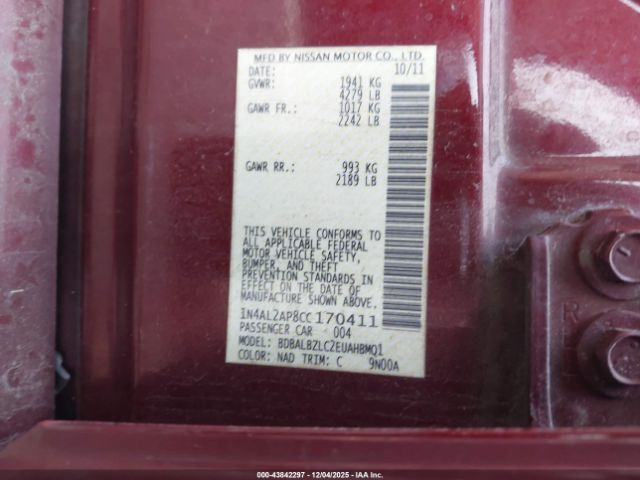 MFD BY NISSAN MOTOR CO., LTD.
DATE: 10/11
GVWR: 1941 KG
4279 LB
GAWR FR.: 1017 KG
2242 LB
GAWR RR.: 993 KG
2189 LB
THIS VEHICLE CONFORMS TO
ALL APPLICABLE FEDERAL
MOTOR VEHICLE SAFETY,
BUMPER, AND THEFT
PREVENTION STANDARDS IN
EFFECT ON THE DATE OF
MANUFACTURE SHOWN ABOVE.
1N4AL2AP8CC170411
PASSENGER CAR 004
MODEL: BDBALBZLC2EUAHBMQ1
COLOR: NAD TRIM: C 9N00A
R
000-43842297 - 12/04/2025 - IAA Inc.